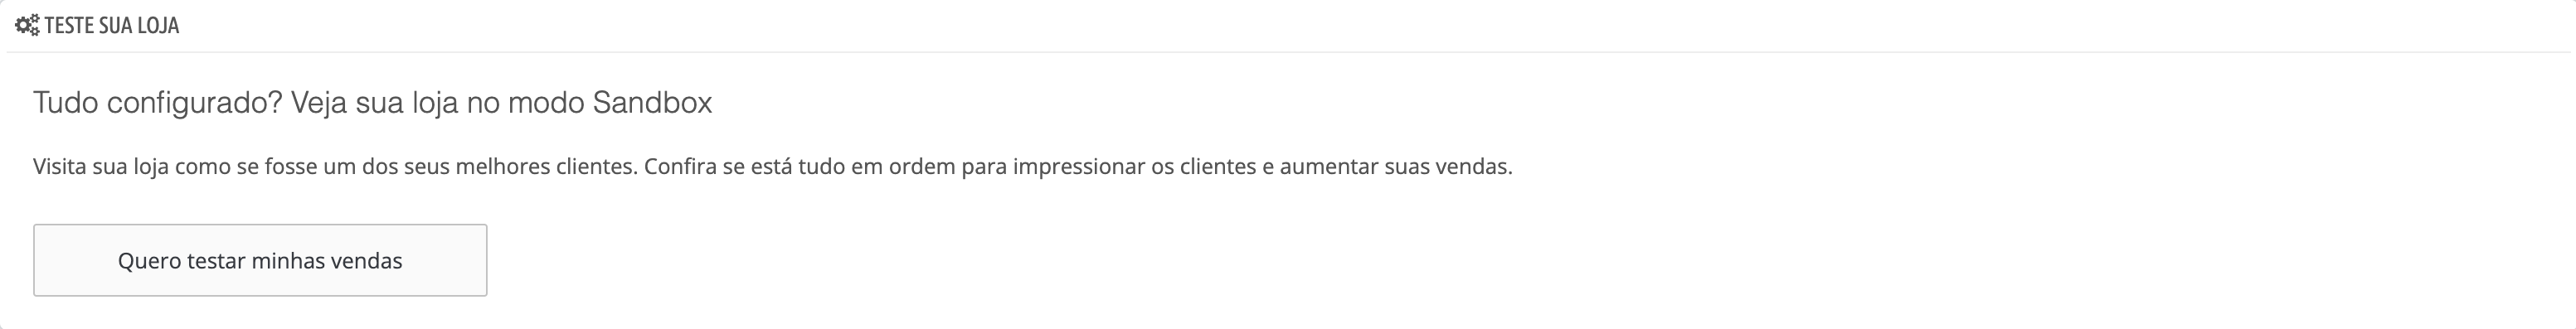 TESTE SUA LOJA
Tudo configurado? Veja sua loja no modo Sandbox
Visita sua loja como se fosse um dos seus melhores clientes. Confira se está tudo em ordem para impressionar os clientes e aumentar suas vendas.
Quero testar minhas vendas